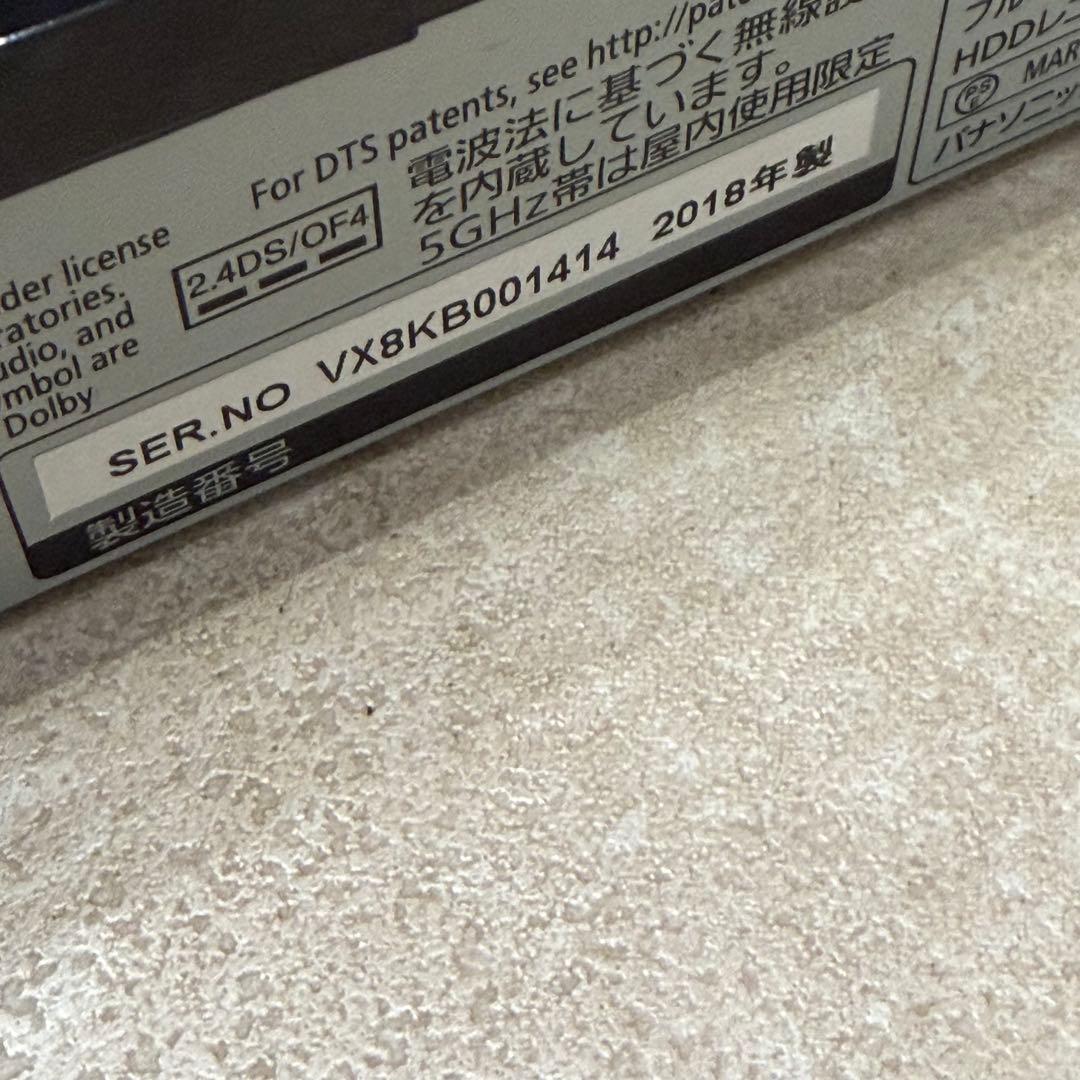 For DTS patents, see http://pat
電波法に基づく無線設
を内蔵しています。
5GHz帯は屋内使用限定
2.4DS/OF4
der license
ratories.
udio, and
mbol are
Dolby
SER.NO VX8KB001414 2018年製
製造番号
HDDレコ
PS
E
MAR
パナソニッ